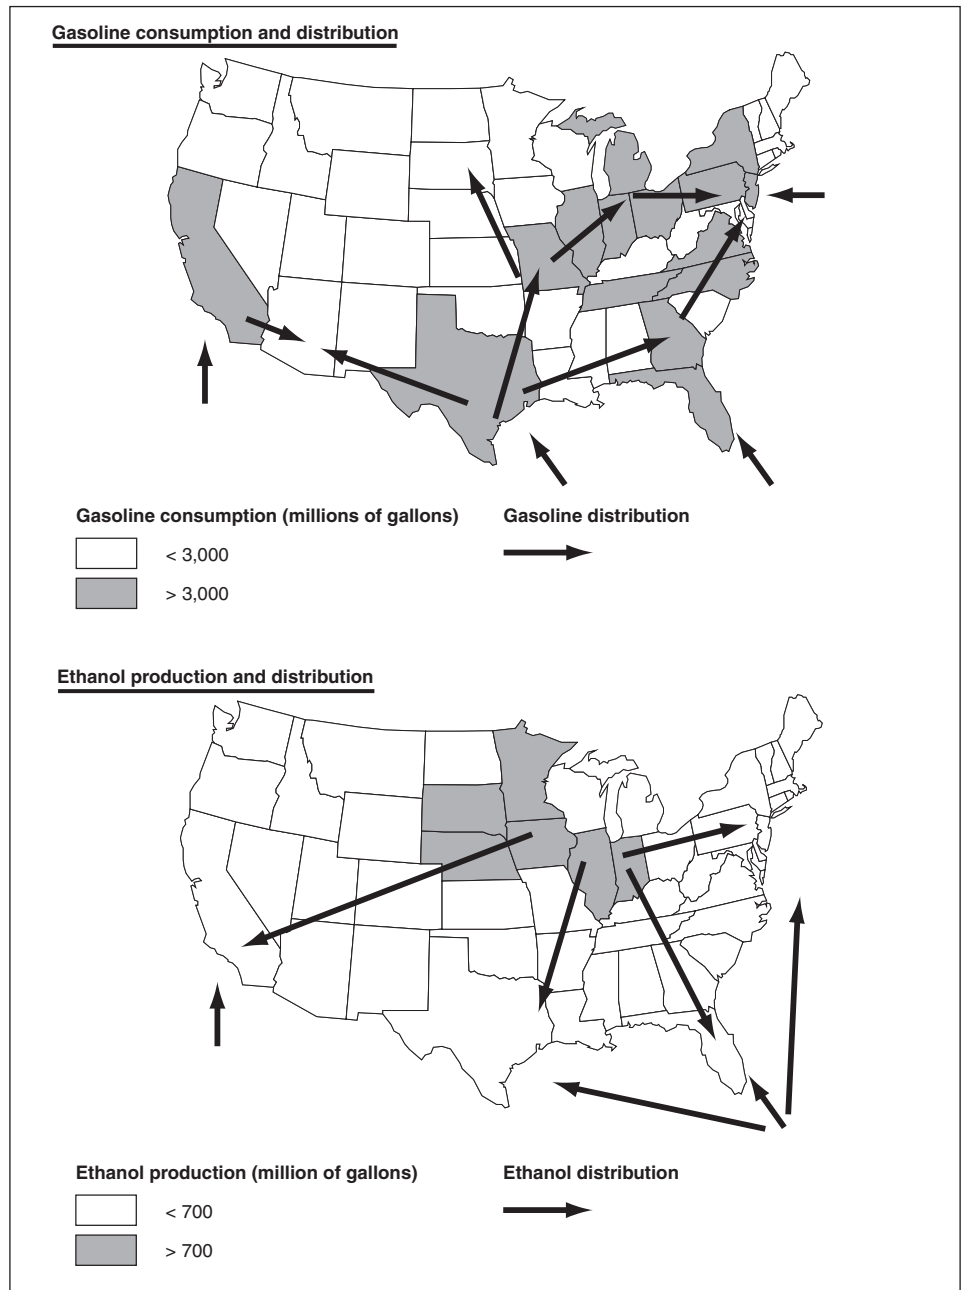 Gasoline consumption and distribution
Gasoline consumption (millions of gallons)
Gasoline distribution
< 3,000
> 3,000
Ethanol production and distribution
Ethanol production (million of gallons)
Ethanol distribution
< 700
> 700